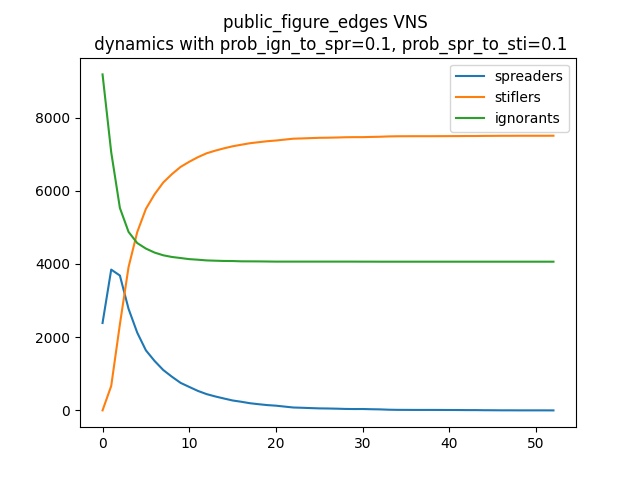 public_figure_edges VNS
dynamics with prob_ign_to_spr=0.1, prob_spr_to_sti=0.1
spreaders
stiflers
ignorants
8000
6000
4000
2000
0
0 10 20 30 40 50